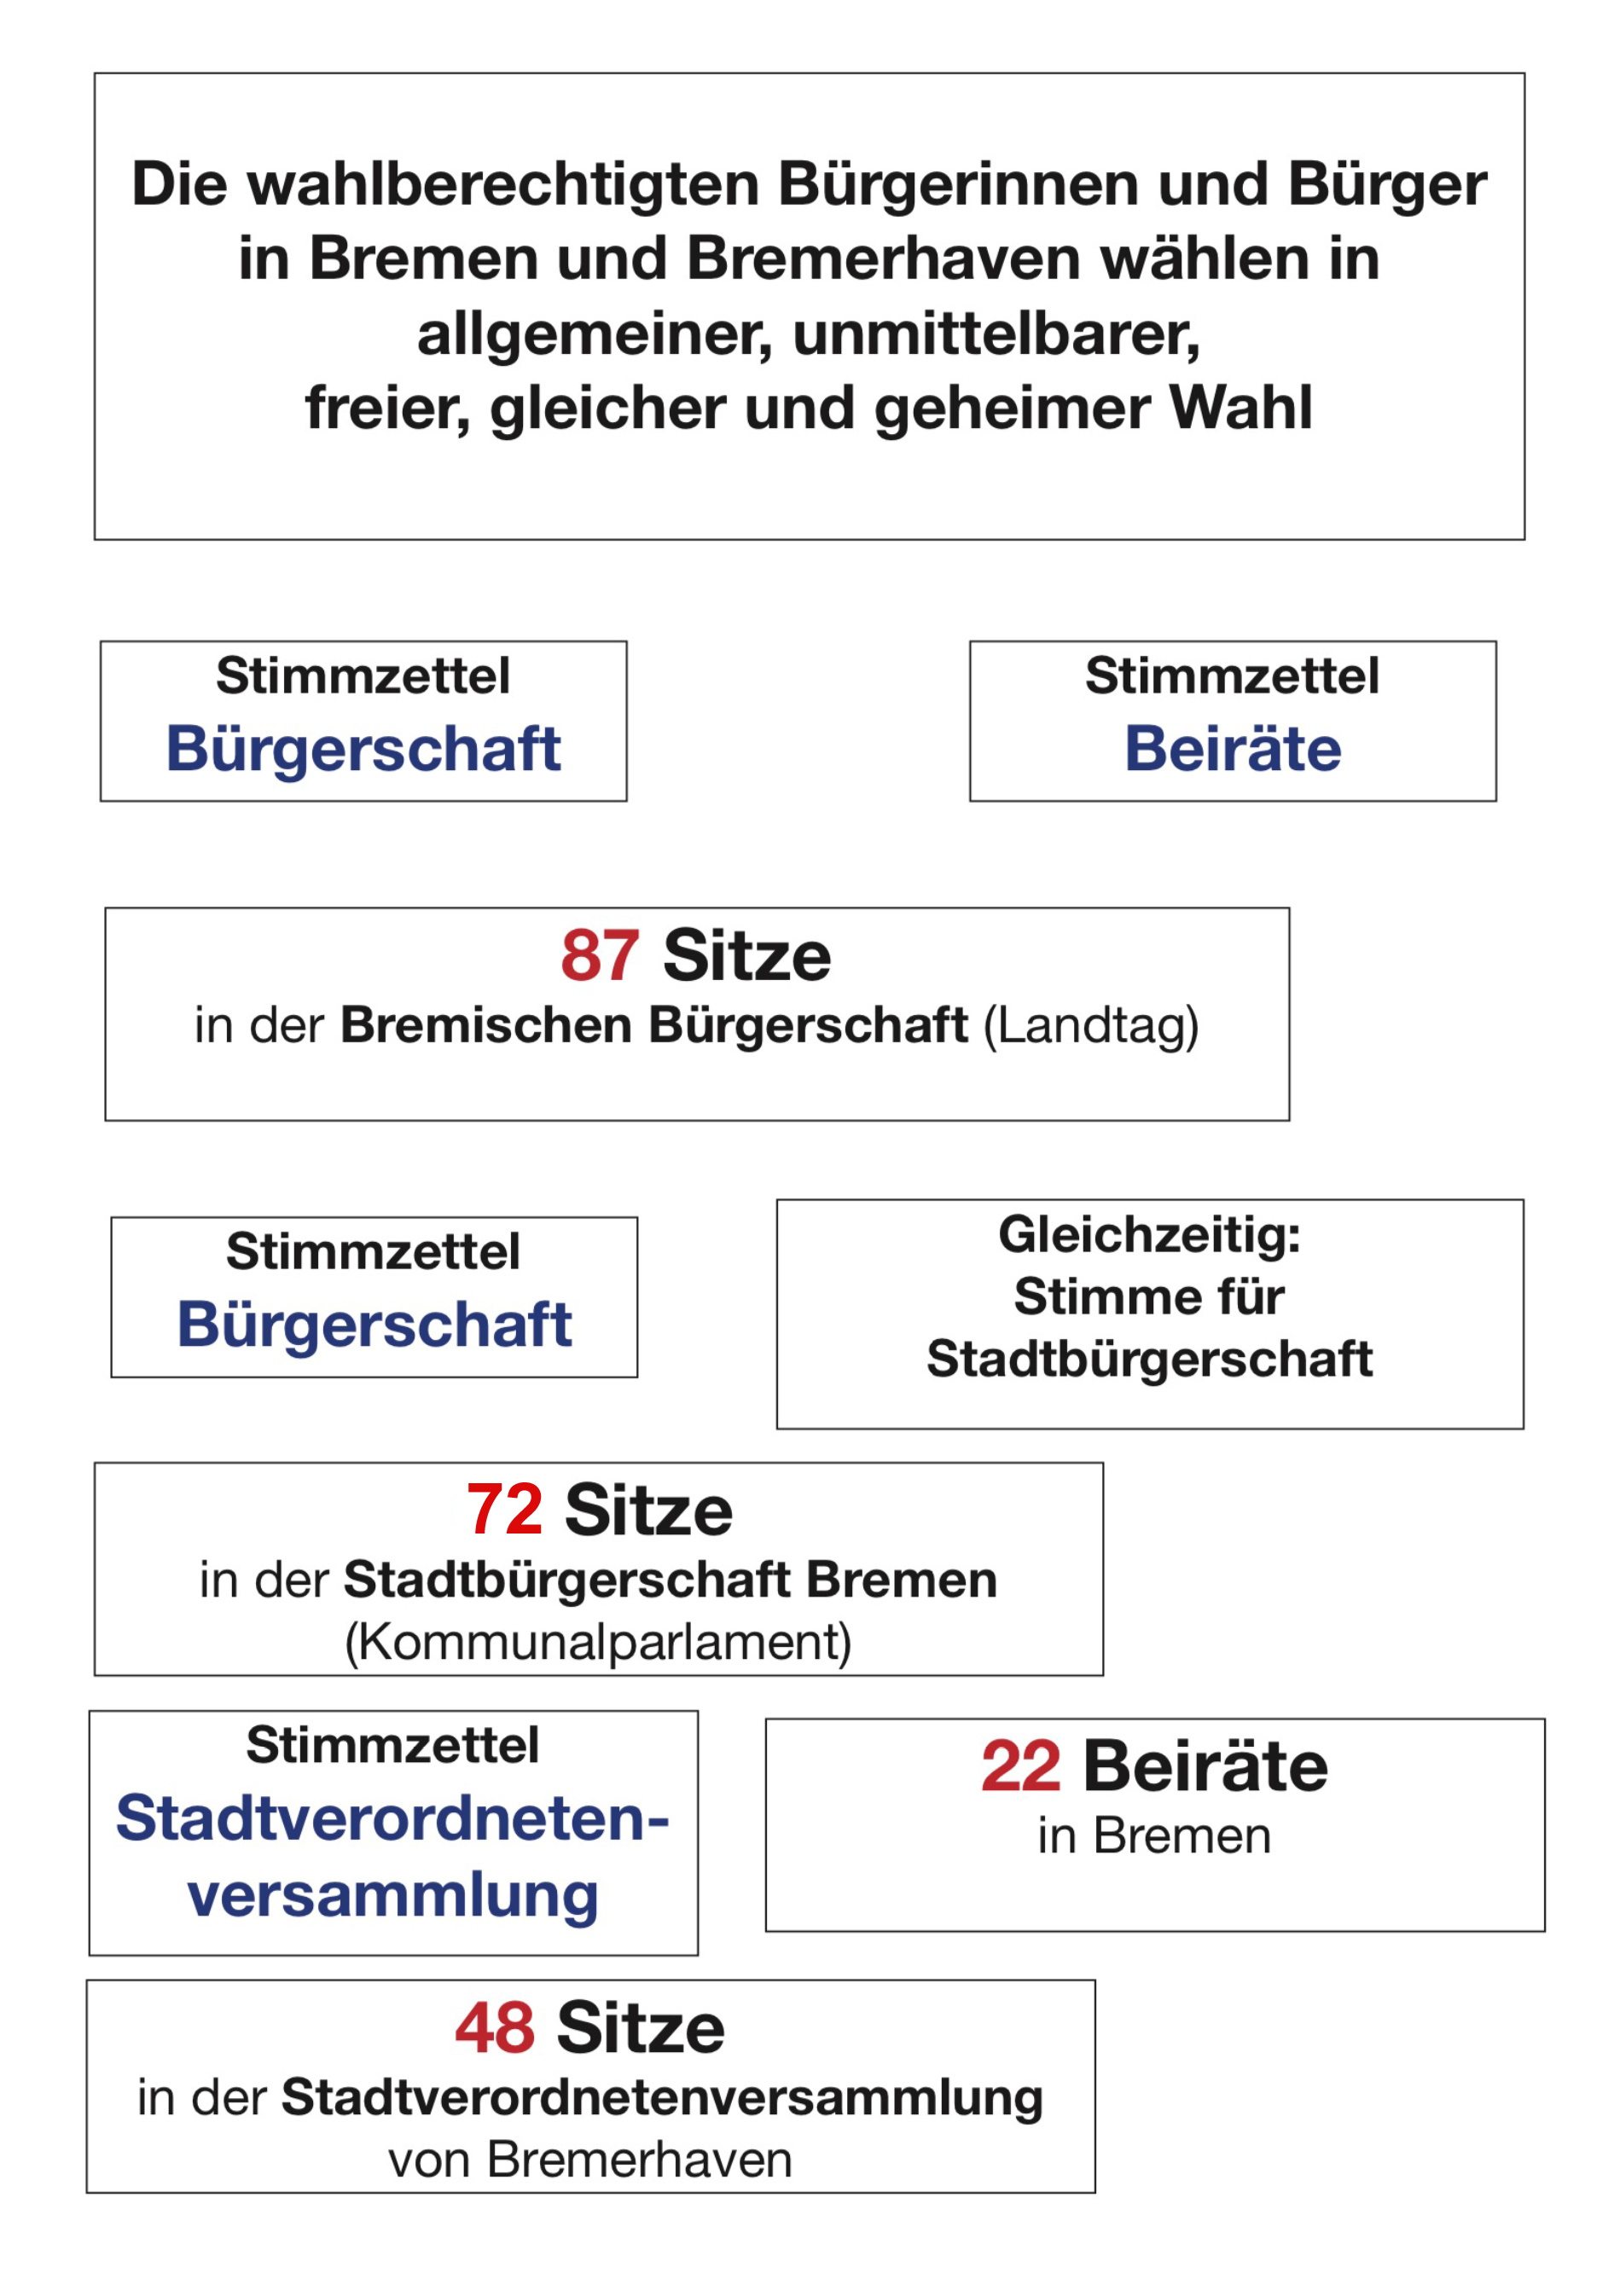 Die wahlberechtigten Bürgerinnen und Bürger
in Bremen und Bremerhaven wählen in
allgemeiner, unmittelbarer,
freier, gleicher und geheimer Wahl
Stimmzettel
Bürgerschaft
Stimmzettel
Beiräte
87 Sitze
in der Bremischen Bürgerschaft (Landtag)
Stimmzettel
Bürgerschaft
Gleichzeitig:
Stimme für
Stadtbürgerschaft
72 Sitze
in der Stadtbürgerschaft Bremen
(Kommunalparlament)
Stimmzettel
Stadtverordneten-
versammlung
22 Beiräte
in Bremen
48 Sitze
in der Stadtverordnetenversammlung
von Bremerhaven